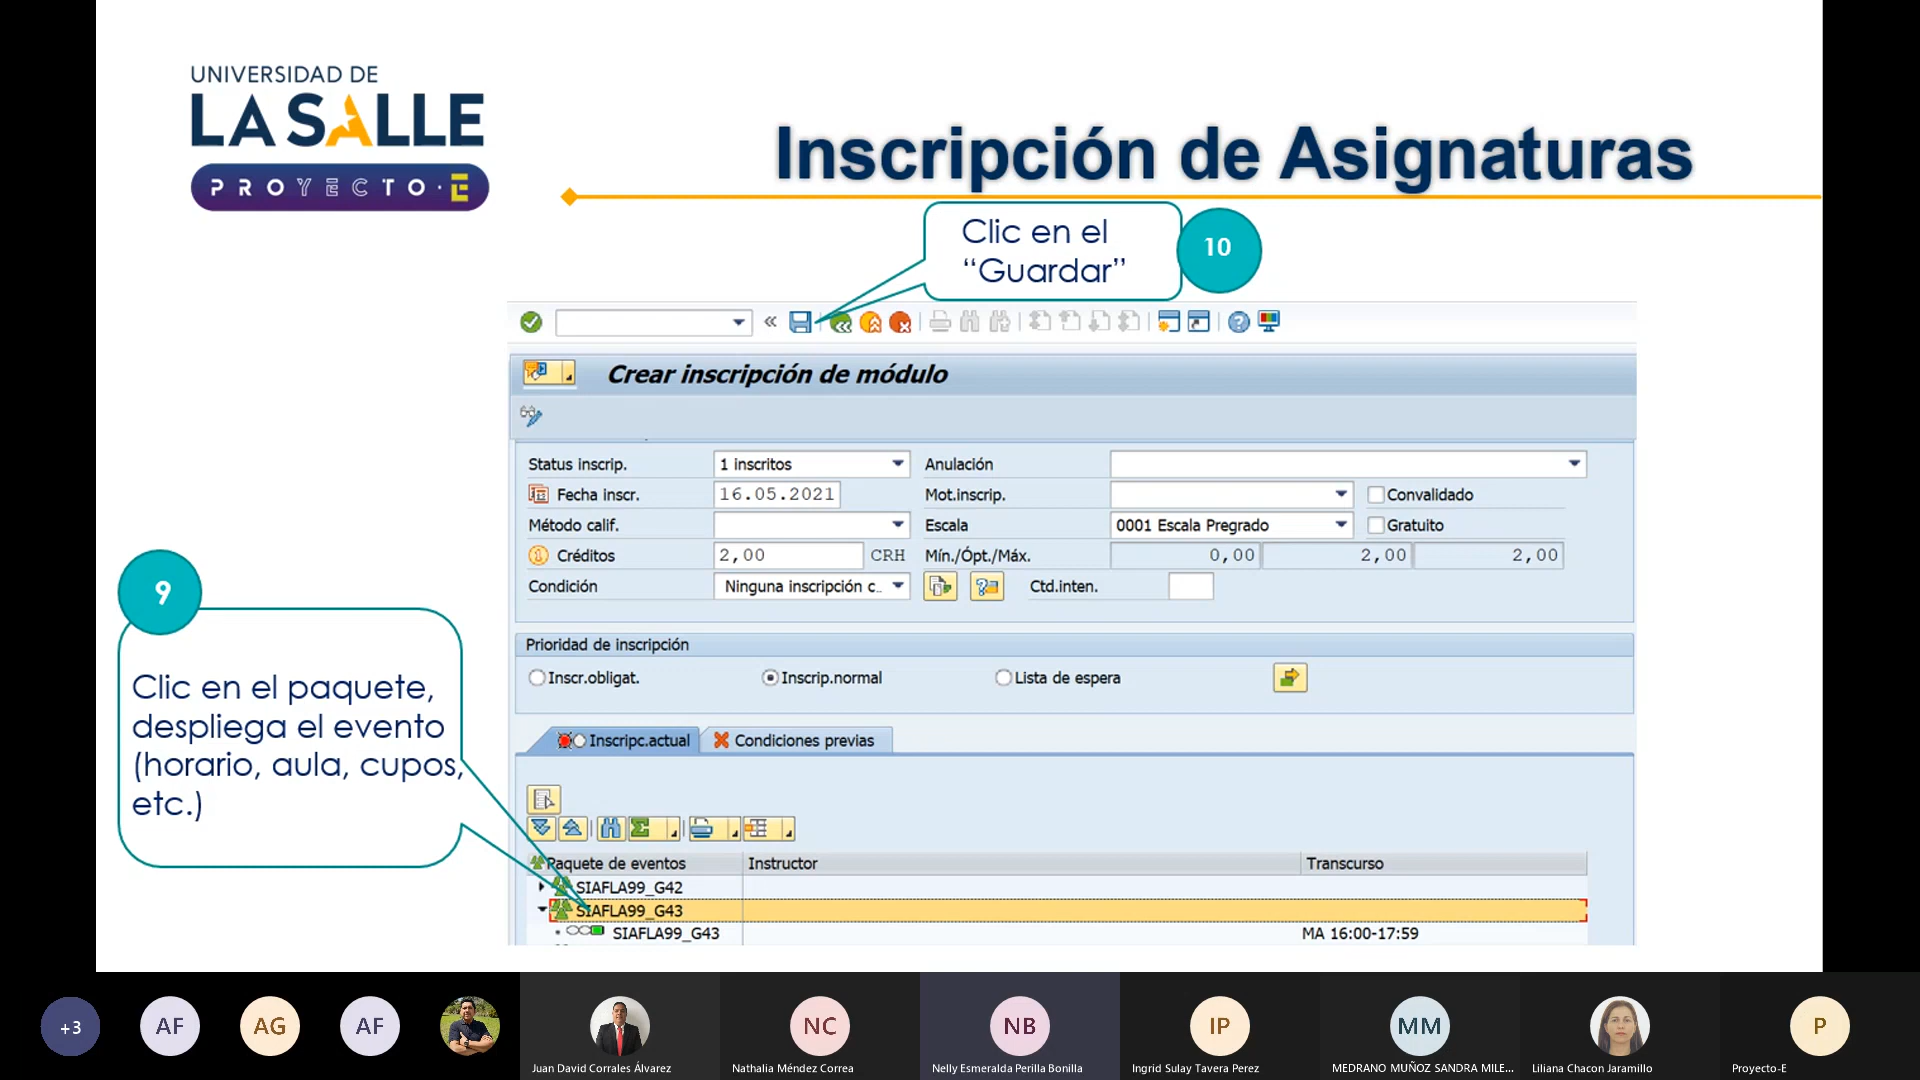 UNIVERSIDAD DE
LA SALLE
PROYECTO·E
Inscripción de Asignaturas
Clic en el
“Guardar”
10
Crear inscripción de módulo
Status inscrip. 1 inscritos Anulación
Fecha inscr. 16.05.2021 Mot.inscrip. Convalidado
Método calif. Escala 0001 Escala Pregrado Gratuito
Créditos 2,00 CRH Mín./Ópt./Máx. 0,00 2,00 2,00
Condición Ninguna inscripción c.. Ctd.inten.
9
Clic en el paquete,
despliega el evento
(horario, aula, cupos,
etc.)
Prioridad de inscripción
Inscr.obligat. Inscrip.normal Lista de espera
Inscripc.actual Condiciones previas
Paquete de eventos Instructor Transcurso
SIAFLA99_G42
SIAFLA99_G43
SIAFLA99_G43 MA 16:00-17:59
+3 AF AG AF NC NB IP MM P
Juan David Corrales Álvarez Nathalia Méndez Correa Nelly Esmeralda Perilla Bonilla Ingrid Sulay Tavera Perez MEDRANO MUÑOZ SANDRA MILE... Liliana Chacon Jaramillo Proyecto-E